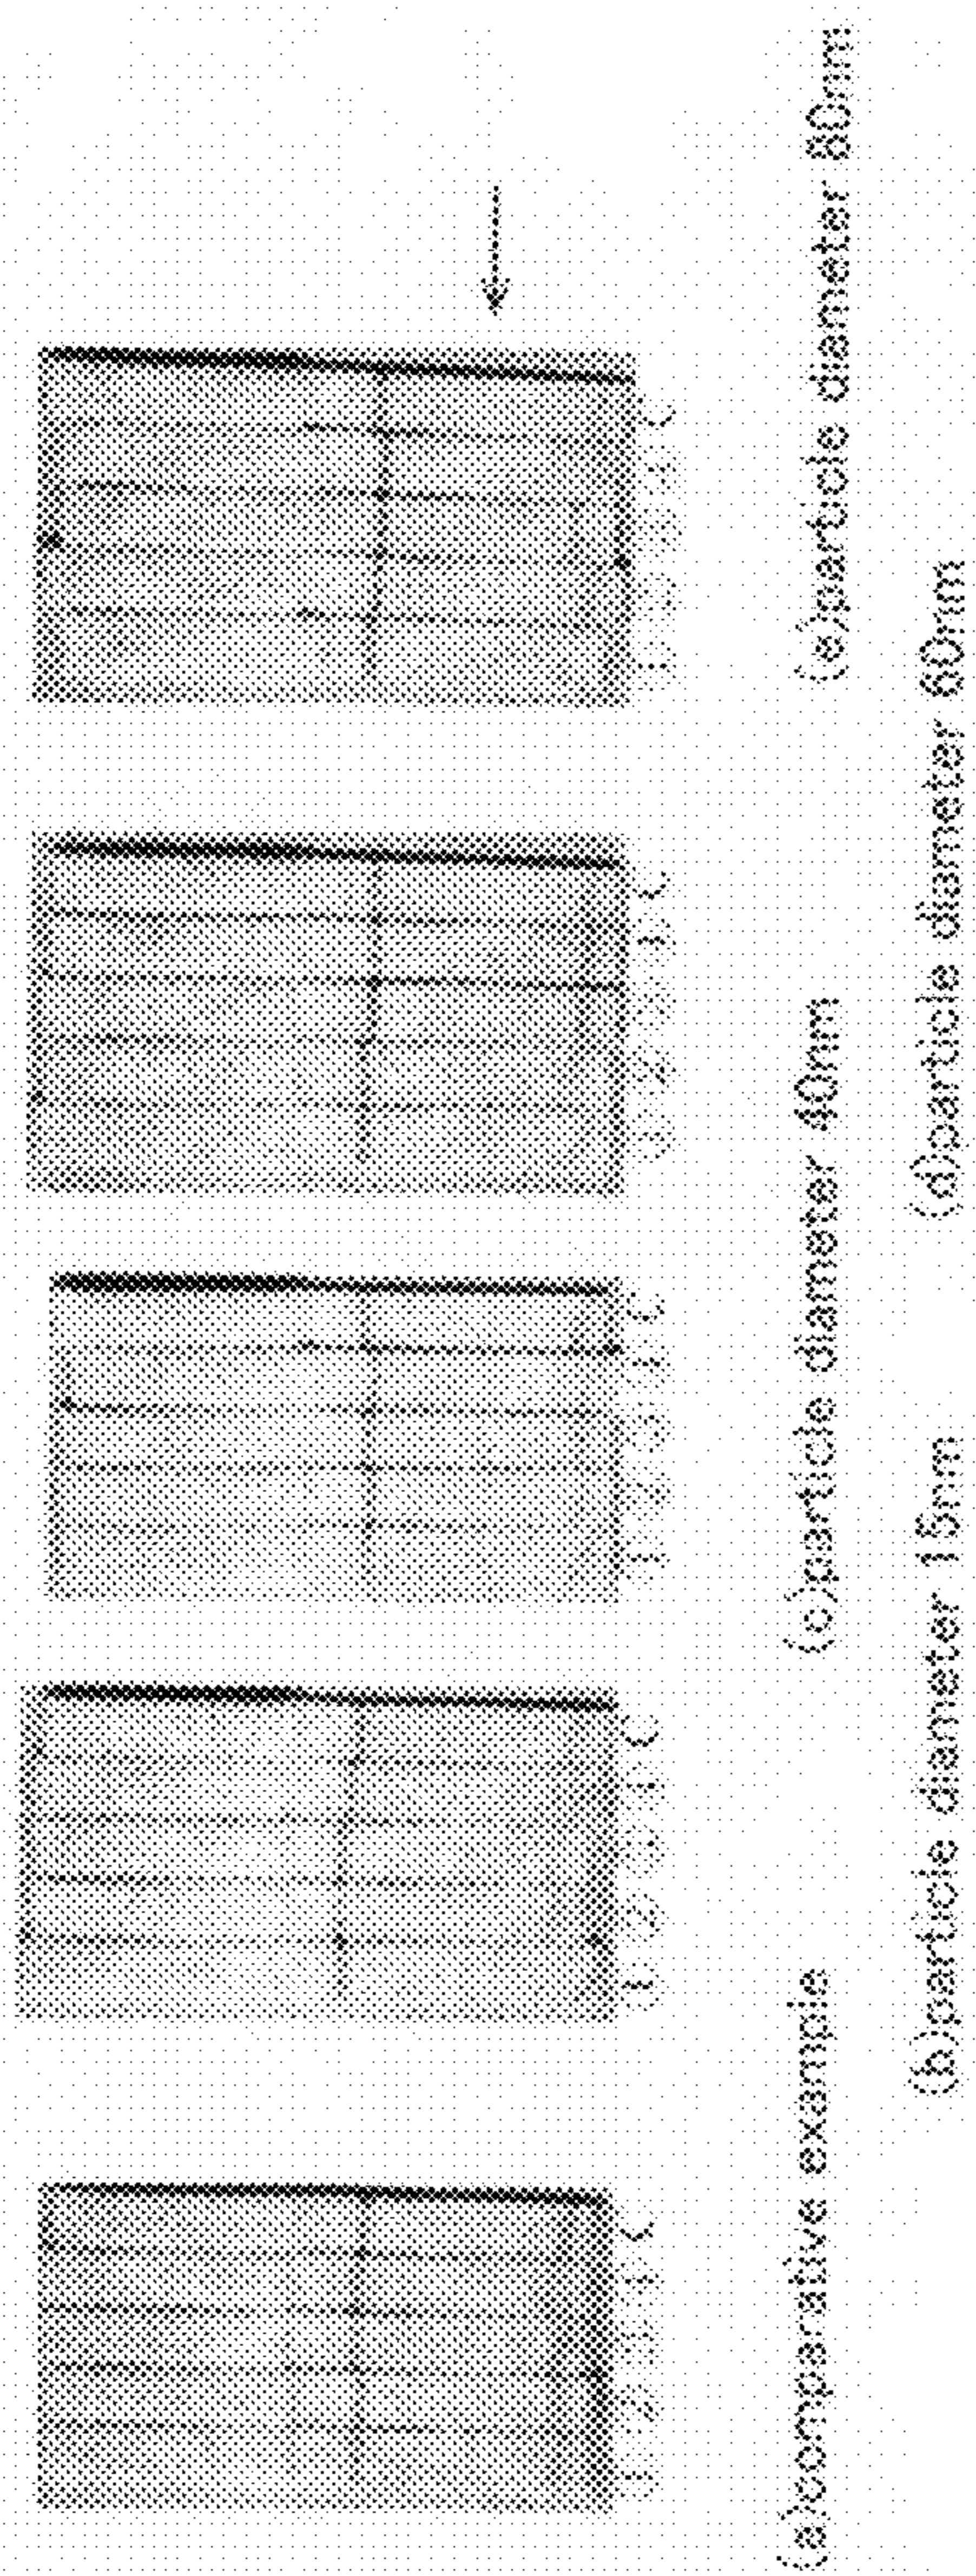 (a)comparative example
(b)particle diameter 15nm
(c)particle diameter 40nm
(d)particle diameter 60nm
(e)particle diameter 80nm